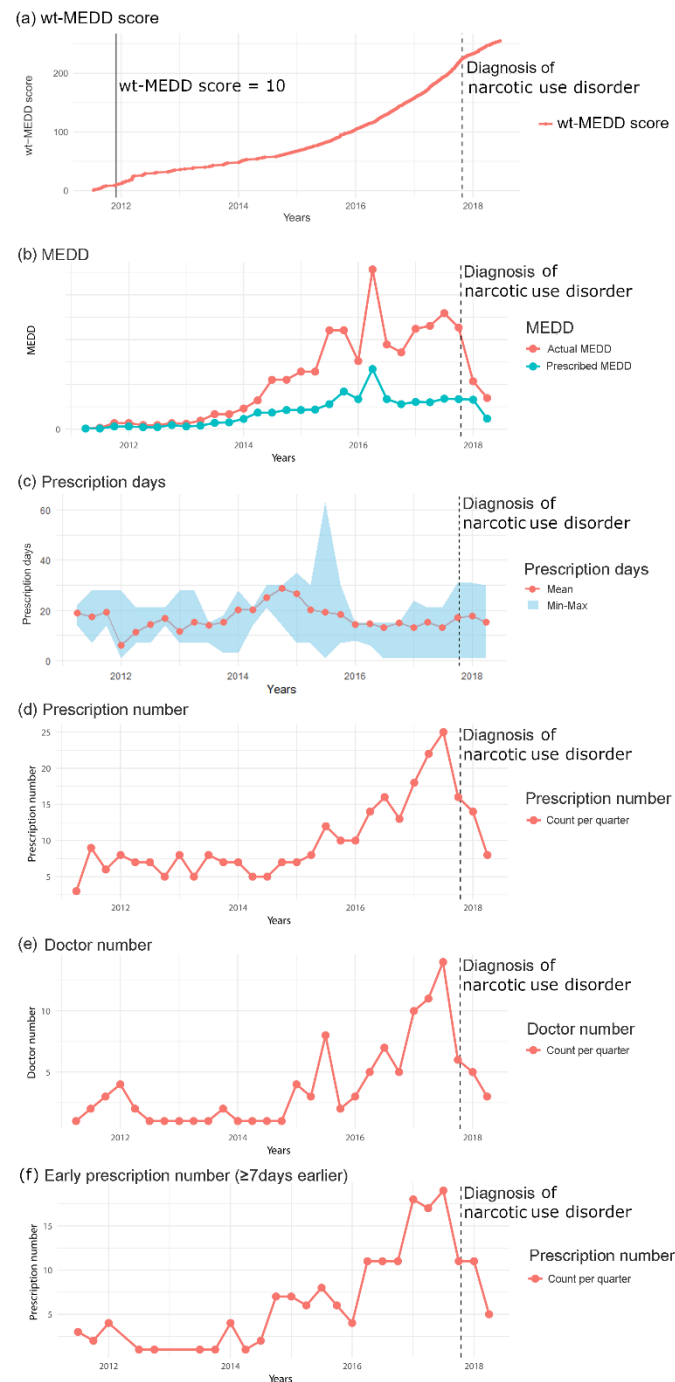 (a) wt-MEDD score
wt−MEDD score
200
100
0
wt-MEDD score = 10
Diagnosis of
narcotic use disorder
wt-MEDD score
2012 2014 2016 2018
Years
(b) MEDD
MEDD
0
Diagnosis of
narcotic use disorder
MEDD
Actual MEDD
Prescribed MEDD
2012 2014 2016 2018
Years
(c) Prescription days
Prescription days
60
40
20
0
Diagnosis of
narcotic use disorder
Prescription days
Mean
Min-Max
2012 2014 2016 2018
Years
(d) Prescription number
Prescription number
25
20
15
10
5
Diagnosis of
narcotic use disorder
Prescription number
Count per quarter
2012 2014 2016 2018
Years
(e) Doctor number
Doctor number
10
5
Diagnosis of
narcotic use disorder
Doctor number
Count per quarter
2012 2014 2016 2018
Years
(f) Early prescription number (≥7days earlier)
Prescription number
15
10
5
Diagnosis of
narcotic use disorder
Prescription number
Count per quarter
2012 2014 2016 2018
Years